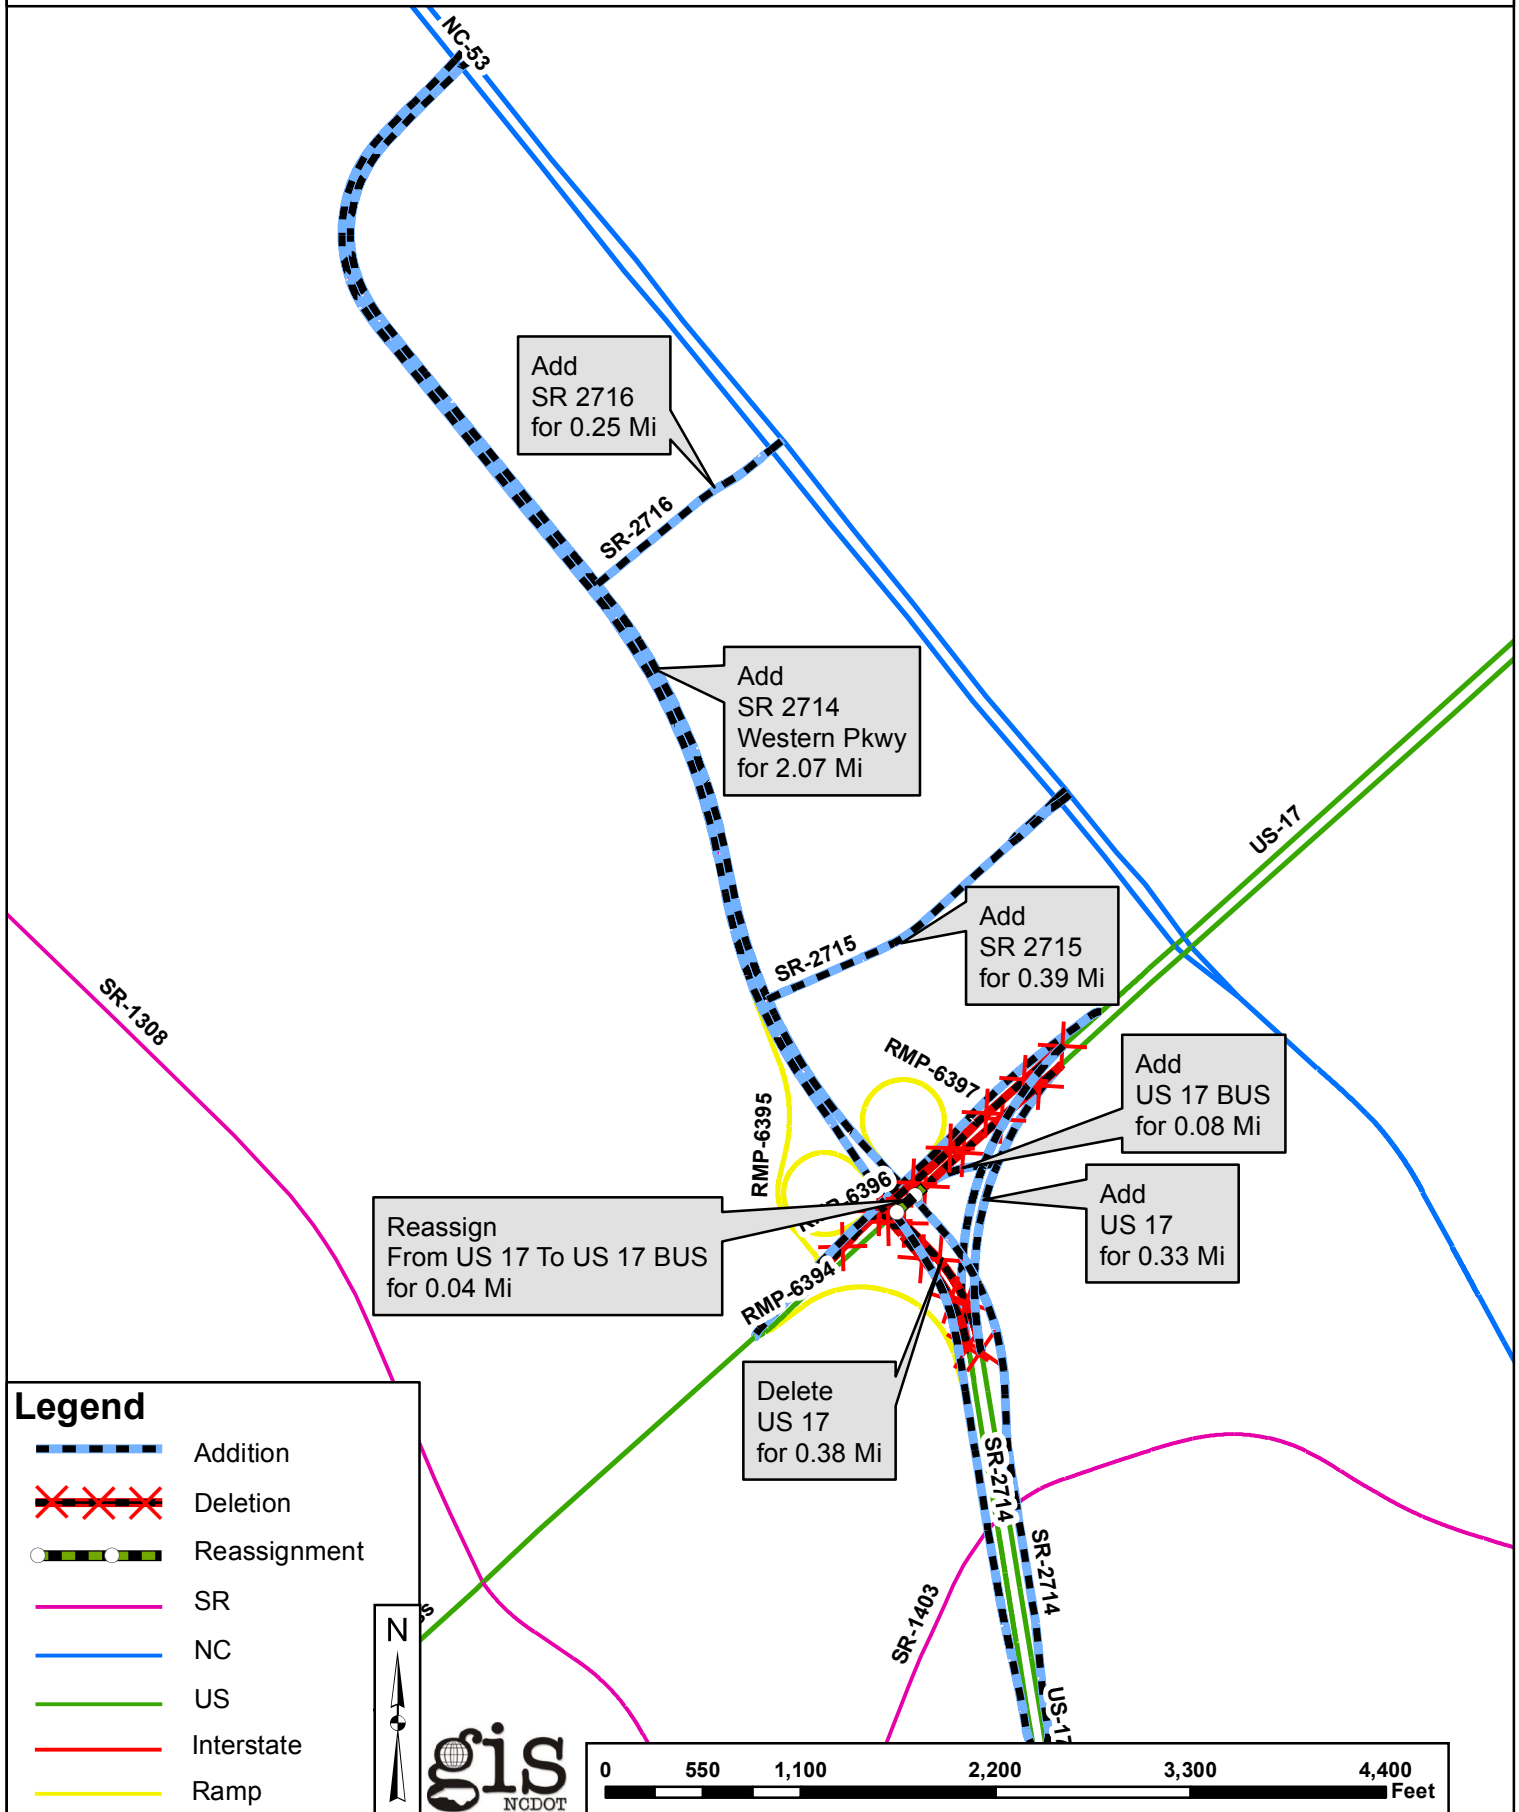 NC-53
Add
SR 2716
for 0.25 Mi
SR-2716
Add
SR 2714
Western Pkwy
for 2.07 Mi
US-17
Add
SR 2715
for 0.39 Mi
SR-2715
SR-1308
RMP-6397
Add
US 17 BUS
for 0.08 Mi
RMP-6395
RMP-6396
Add
US 17
for 0.33 Mi
Reassign
From US 17 To US 17 BUS
for 0.04 Mi
RMP-6394
Delete
US 17
for 0.38 Mi
SR-2714
SR-2714
SR-1403
US-17
Legend
Addition
Deletion
Reassignment
SR
NC
US
Interstate
Ramp
N
gis
NCDOT
0 550 1,100 2,200 3,300 4,400
Feet